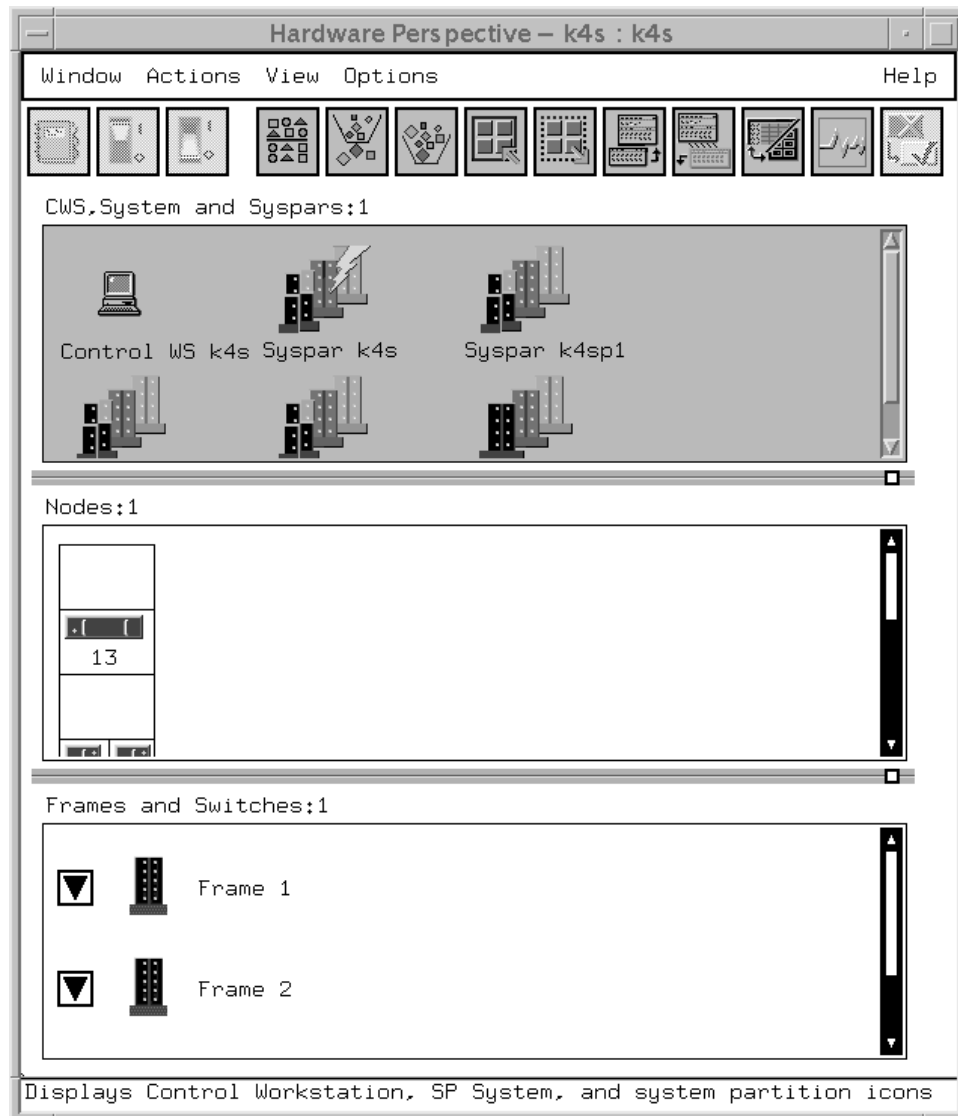 Hardware Perspective – k4s : k4s
Window Actions View Options Help
CWS,System and Syspars:1
Control WS k4s Syspar k4s Syspar k4sp1
Nodes:1
13
Frames and Switches:1
Frame 1
Frame 2
Displays Control Workstation, SP System, and system partition icons